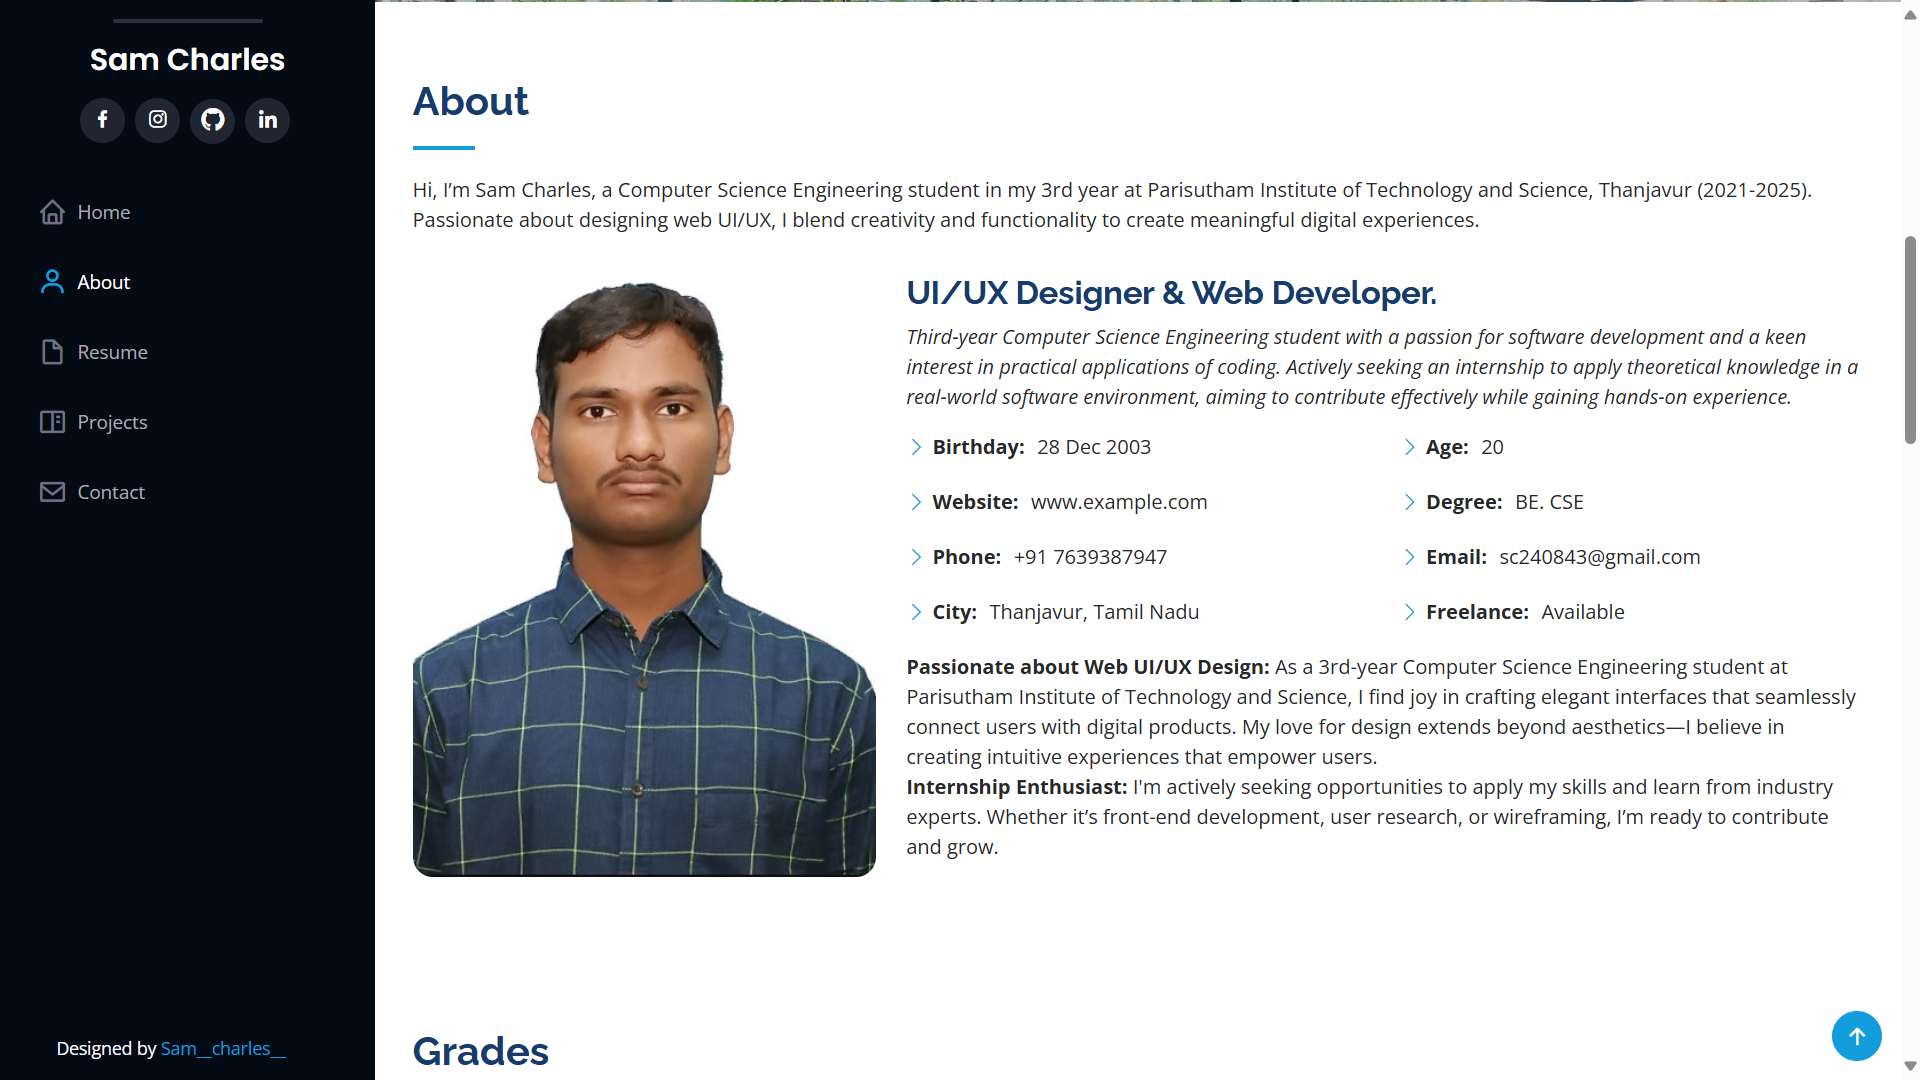 Sam Charles
Home
About
Resume
Projects
Contact
Designed by Sam__charles__
About
Hi, I’m Sam Charles, a Computer Science Engineering student in my 3rd year at Parisutham Institute of Technology and Science, Thanjavur (2021-2025).
Passionate about designing web UI/UX, I blend creativity and functionality to create meaningful digital experiences.
UI/UX Designer & Web Developer.
Third-year Computer Science Engineering student with a passion for software development and a keen
interest in practical applications of coding. Actively seeking an internship to apply theoretical knowledge in a
real-world software environment, aiming to contribute effectively while gaining hands-on experience.
Birthday: 28 Dec 2003
Age: 20
Website: www.example.com
Degree: BE. CSE
Phone: +91 7639387947
Email: sc240843@gmail.com
City: Thanjavur, Tamil Nadu
Freelance: Available
Passionate about Web UI/UX Design: As a 3rd-year Computer Science Engineering student at
Parisutham Institute of Technology and Science, I find joy in crafting elegant interfaces that seamlessly
connect users with digital products. My love for design extends beyond aesthetics—I believe in
creating intuitive experiences that empower users.
Internship Enthusiast: I'm actively seeking opportunities to apply my skills and learn from industry
experts. Whether it’s front-end development, user research, or wireframing, I’m ready to contribute
and grow.
Grades